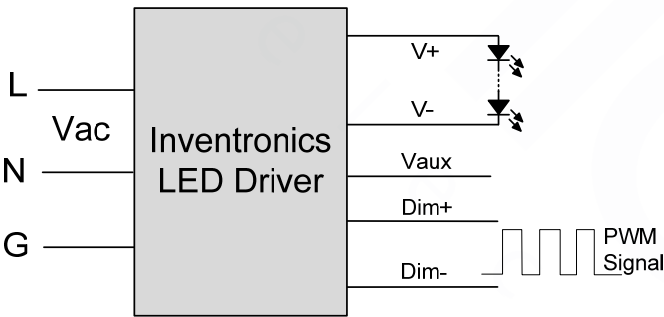 L
Vac
N
G
Inventronics
LED Driver
V+
V-
Vaux
Dim+
Dim-
PWM
Signal